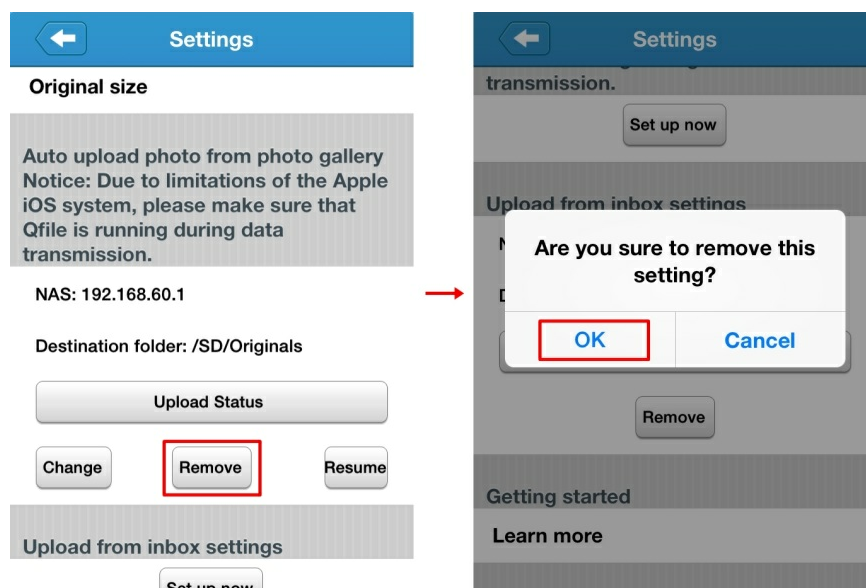 Settings
Original size
Auto upload photo from photo gallery
Notice: Due to limitations of the Apple
iOS system, please make sure that
Qfile is running during data
transmission.
NAS: 192.168.60.1
Destination folder: /SD/Originals
Upload Status
Change Remove Resume
Upload from inbox settings
Set up now
Settings
transmission.
Set up now
Upload from inbox settings
Are you sure to remove this
setting?
OK Cancel
Remove
Getting started
Learn more